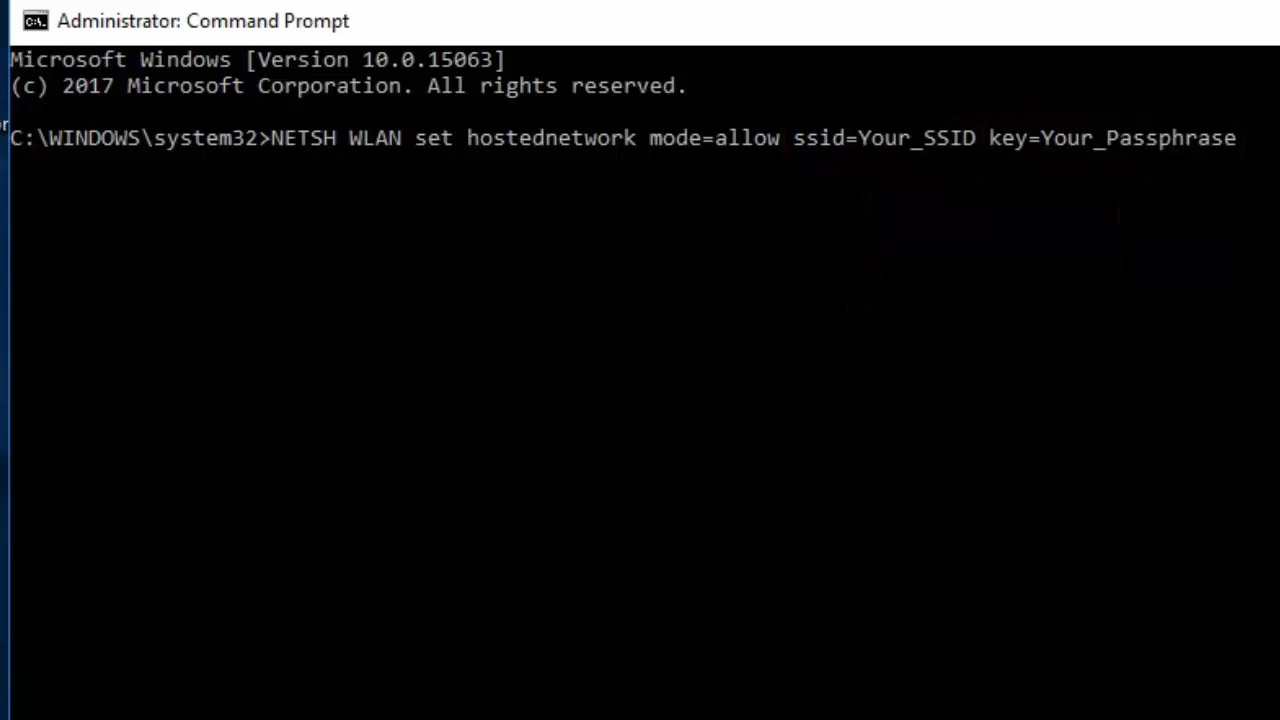 Administrator: Command Prompt
Microsoft Windows [Version 10.0.15063]
(c) 2017 Microsoft Corporation. All rights reserved.
C:\WINDOWS\system32>NETSH WLAN set hostednetwork mode=allow ssid=Your_SSID key=Your_Passphrase